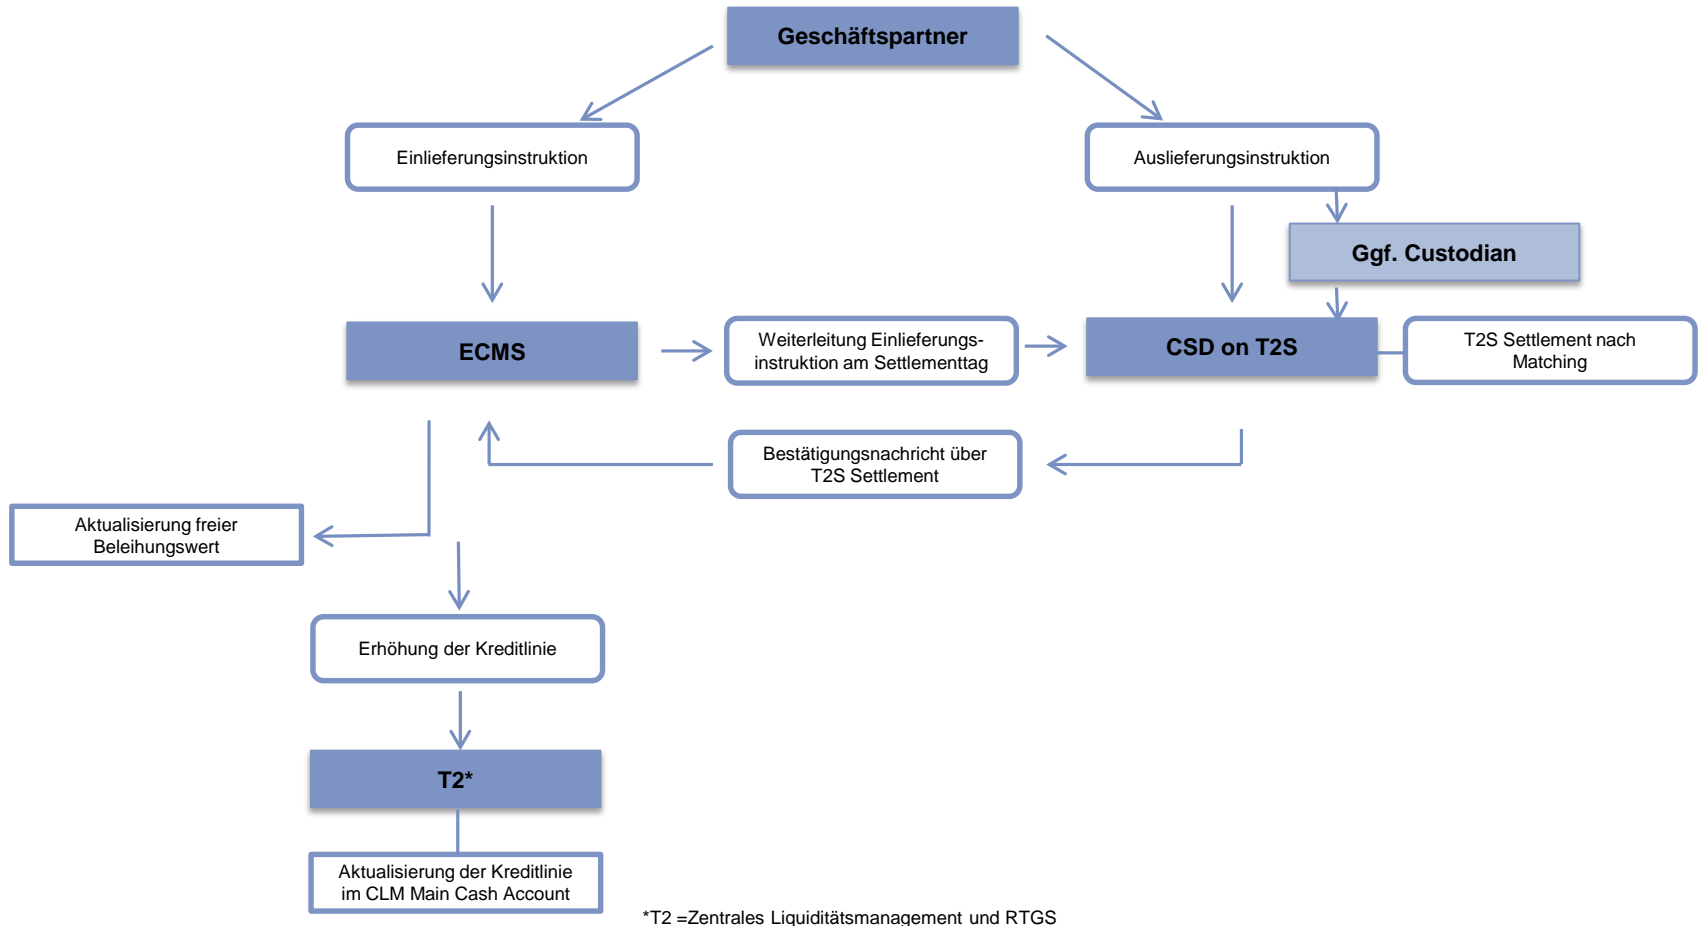 Geschäftspartner
Einlieferungsinstruktion
Auslieferungsinstruktion
Ggf. Custodian
ECMS
Weiterleitung Einlieferungs-
instruktion am Settlementtag
CSD on T2S
T2S Settlement nach
Matching
Bestätigungsnachricht über
T2S Settlement
Aktualisierung freier
Beleihungswert
Erhöhung der Kreditlinie
T2*
Aktualisierung der Kreditlinie
im CLM Main Cash Account
*T2 =Zentrales Liquiditätsmanagement und RTGS